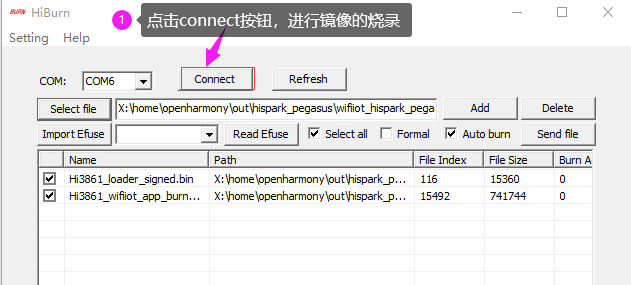 BURN HiBurn
1 点击connect按钮，进行镜像的烧录
Setting Help
COM: COM6 Connect Refresh
Select file X:\home\openharmony\out\hispark_pegasus\wifiiot_hispark_pega Add Delete
Import Efuse Read Efuse Select all Formal Auto burn Send file
Name Path File Index File Size Burn A
Hi3861_loader_signed.bin X:\home\openharmony\out\hispark_p... 116 15360 0
Hi3861_wifiiot_app_burn... X:\home\openharmony\out\hispark_p... 15492 741744 0